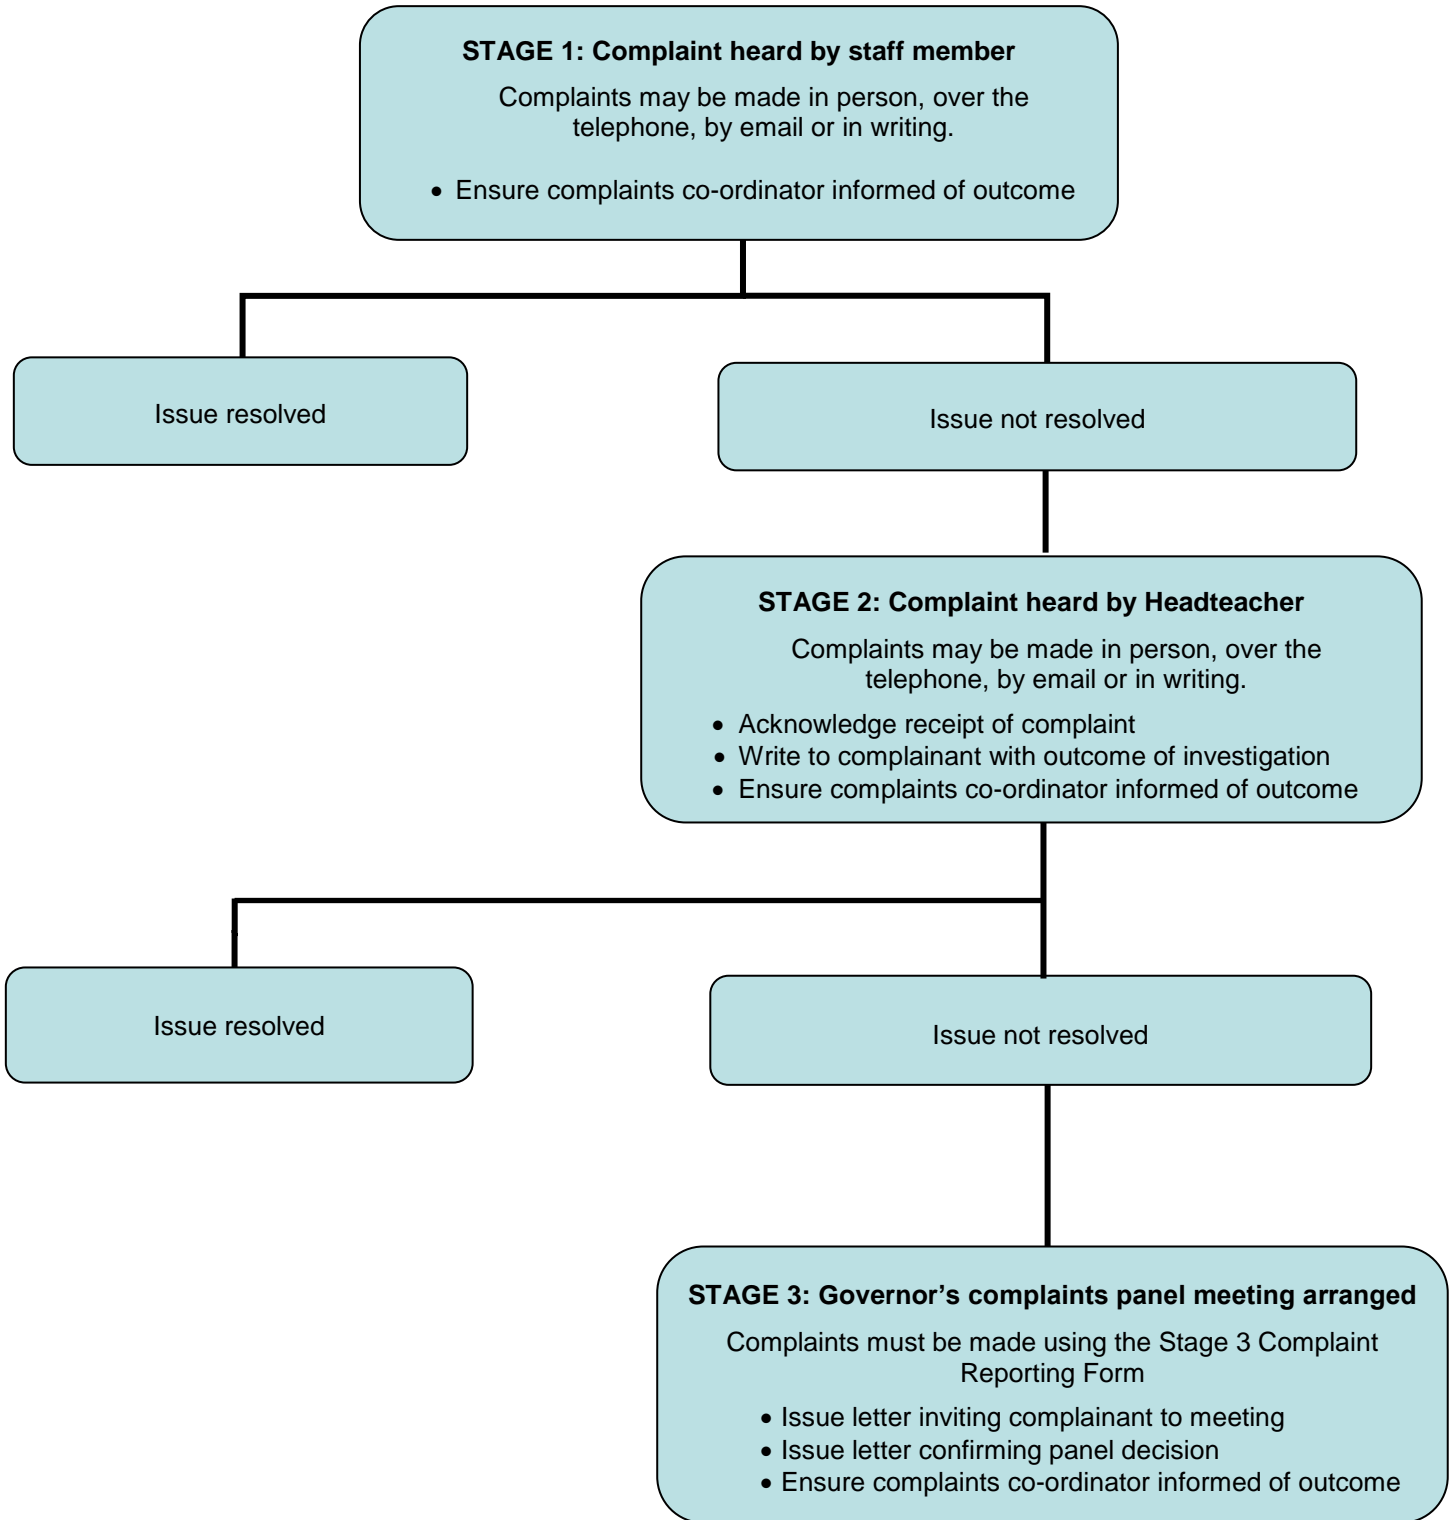 STAGE 1: Complaint heard by staff member
Complaints may be made in person, over the
telephone, by email or in writing.
• Ensure complaints co-ordinator informed of outcome
Issue resolved
Issue not resolved
STAGE 2: Complaint heard by Headteacher
Complaints may be made in person, over the
telephone, by email or in writing.
• Acknowledge receipt of complaint
• Write to complainant with outcome of investigation
• Ensure complaints co-ordinator informed of outcome
Issue resolved
Issue not resolved
STAGE 3: Governor’s complaints panel meeting arranged
Complaints must be made using the Stage 3 Complaint
Reporting Form
• Issue letter inviting complainant to meeting
• Issue letter confirming panel decision
• Ensure complaints co-ordinator informed of outcome